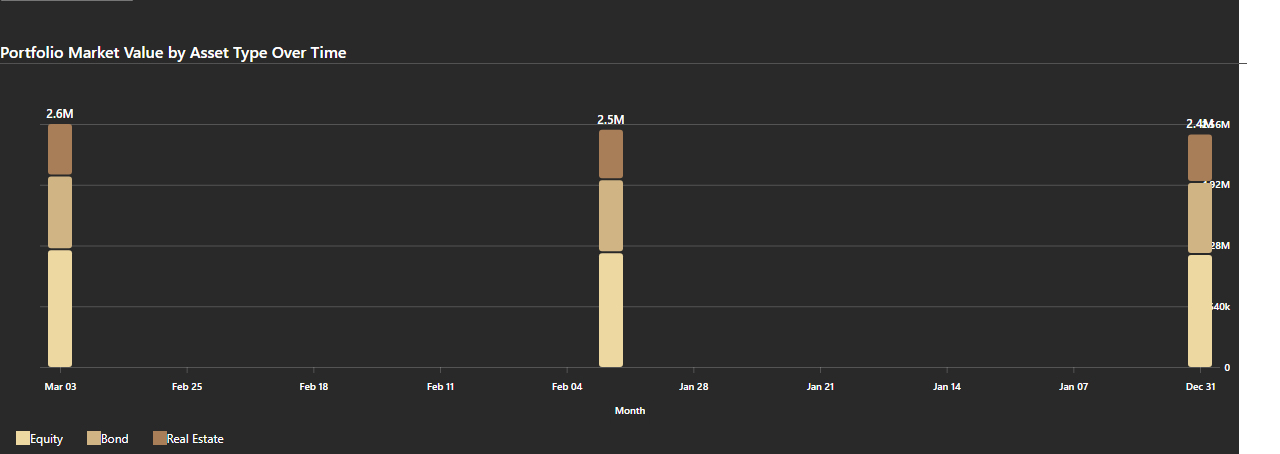 Portfolio Market Value by Asset Type Over Time
2.6M
2.5M
2.4M
640k
0
Mar 03
Feb 25
Feb 18
Feb 11
Feb 04
Jan 28
Jan 21
Jan 14
Jan 07
Dec 31
Month
Equity
Bond
Real Estate